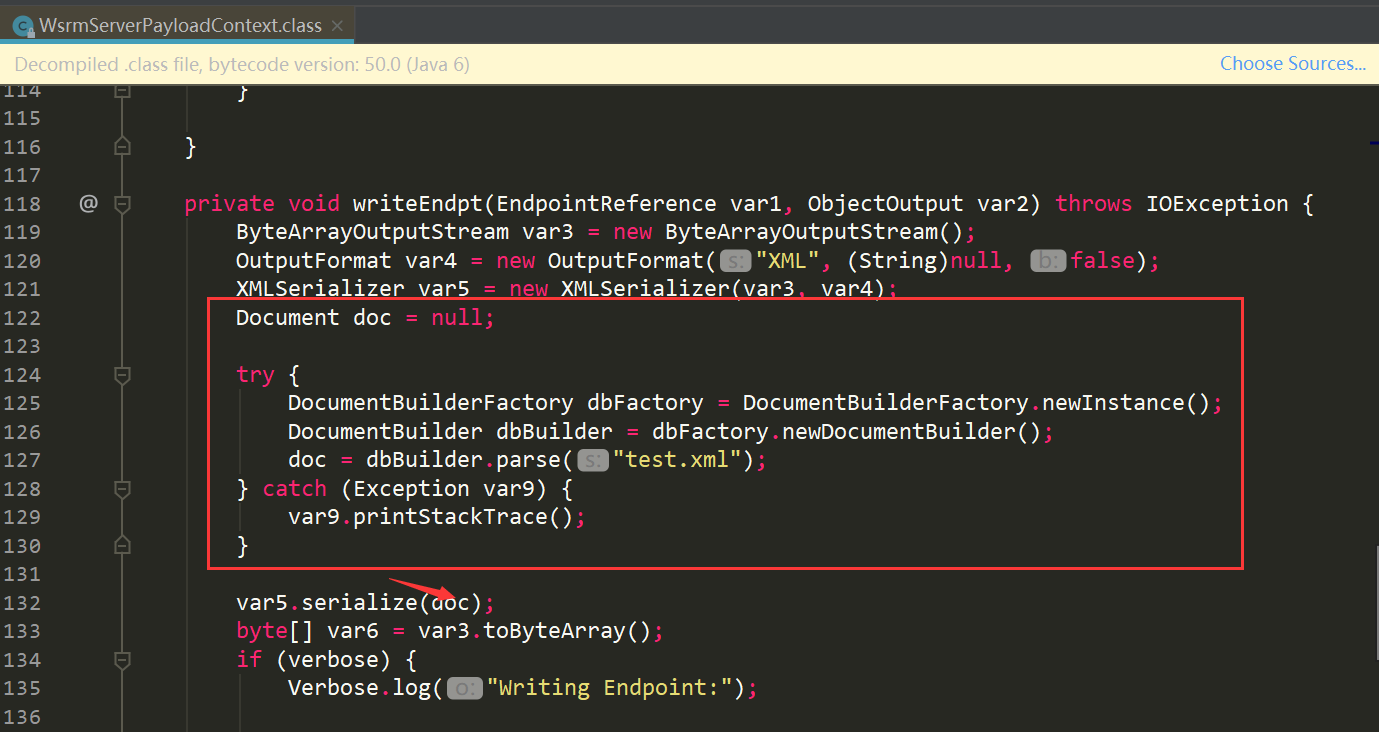 WsrmServerPayloadContext.class
Decompiled .class file, bytecode version: 50.0 (Java 6) Choose Sources...
114 }
115
116 }
117
118 @ private void writeEndpt(EndpointReference var1, ObjectOutput var2) throws IOException {
119 ByteArrayOutputStream var3 = new ByteArrayOutputStream();
120 OutputFormat var4 = new OutputFormat( s: "XML", (String)null, b: false);
121 XMLSerializer var5 = new XMLSerializer(var3, var4);
122 Document doc = null;
123
124 try {
125 DocumentBuilderFactory dbFactory = DocumentBuilderFactory.newInstance();
126 DocumentBuilder dbBuilder = dbFactory.newDocumentBuilder();
127 doc = dbBuilder.parse( s: "test.xml");
128 } catch (Exception var9) {
129 var9.printStackTrace();
130 }
131
132 var5.serialize(doc);
133 byte[] var6 = var3.toByteArray();
134 if (verbose) {
135 Verbose.log( o: "Writing Endpoint:");
136